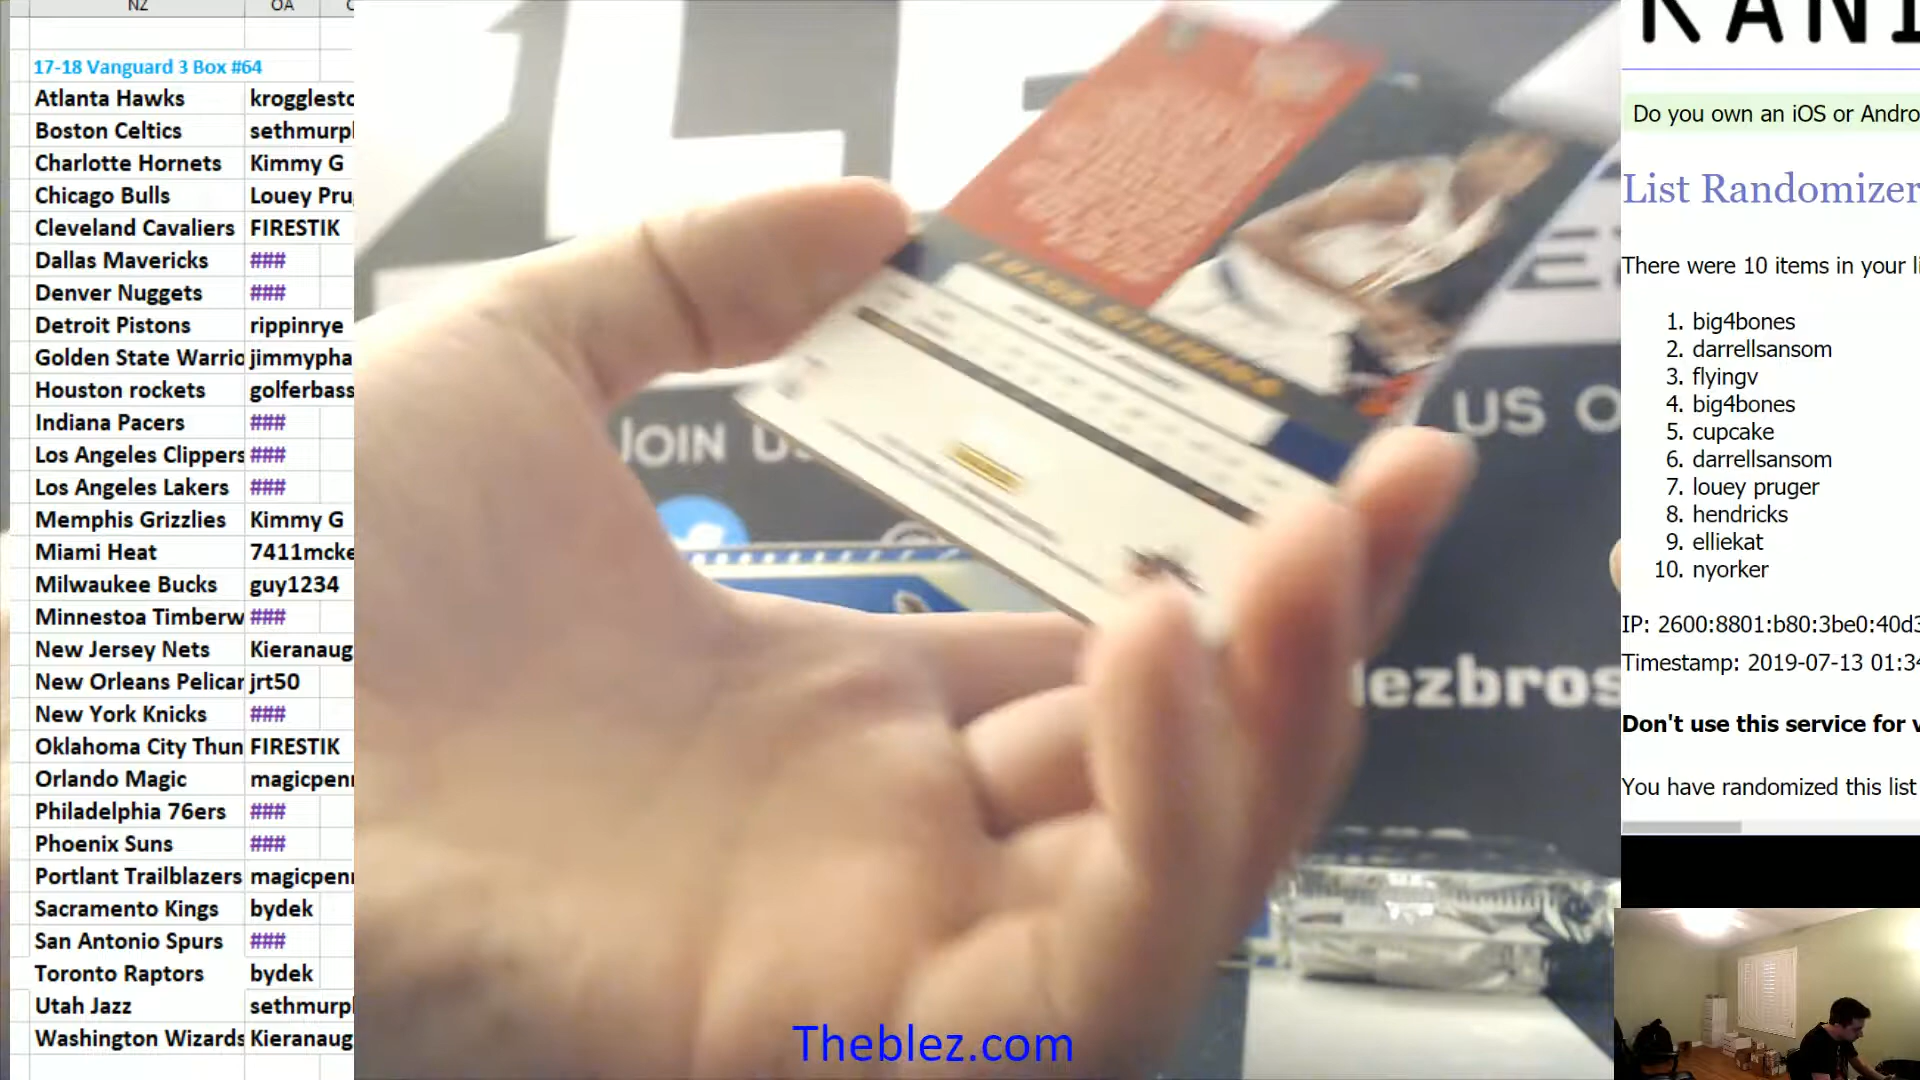 NZ OA
17-18 Vanguard 3 Box #64
Atlanta Hawks krogglesto
Boston Celtics sethmurpl
Charlotte Hornets Kimmy G
Chicago Bulls Louey Pru
Cleveland Cavaliers FIRESTIK
Dallas Mavericks ###
Denver Nuggets ###
Detroit Pistons rippinrye
Golden State Warrio jimmypha
Houston rockets golferbass
Indiana Pacers ###
Los Angeles Clippers ###
Los Angeles Lakers ###
Memphis Grizzlies Kimmy G
Miami Heat 7411mcke
Milwaukee Bucks guy1234
Minnestoa Timberw ###
New Jersey Nets Kieranaug
New Orleans Pelicar jrt50
New York Knicks ###
Oklahoma City Thun FIRESTIK
Orlando Magic magicpenn
Philadelphia 76ers ###
Phoenix Suns ###
Portlant Trailblazers magicpenn
Sacramento Kings bydek
San Antonio Spurs ###
Toronto Raptors bydek
Utah Jazz sethmurpl
Washington Wizards Kieranaug
JOIN US
US O
lezbros
Theblez.com
RAN
Do you own an iOS or Andro
List Randomizer
There were 10 items in your li
1. big4bones
2. darrellsansom
3. flyingv
4. big4bones
5. cupcake
6. darrellsansom
7. louey pruger
8. hendricks
9. elliekat
10. nyorker
IP: 2600:8801:b80:3be0:40d3
Timestamp: 2019-07-13 01:34
Don't use this service for v
You have randomized this list